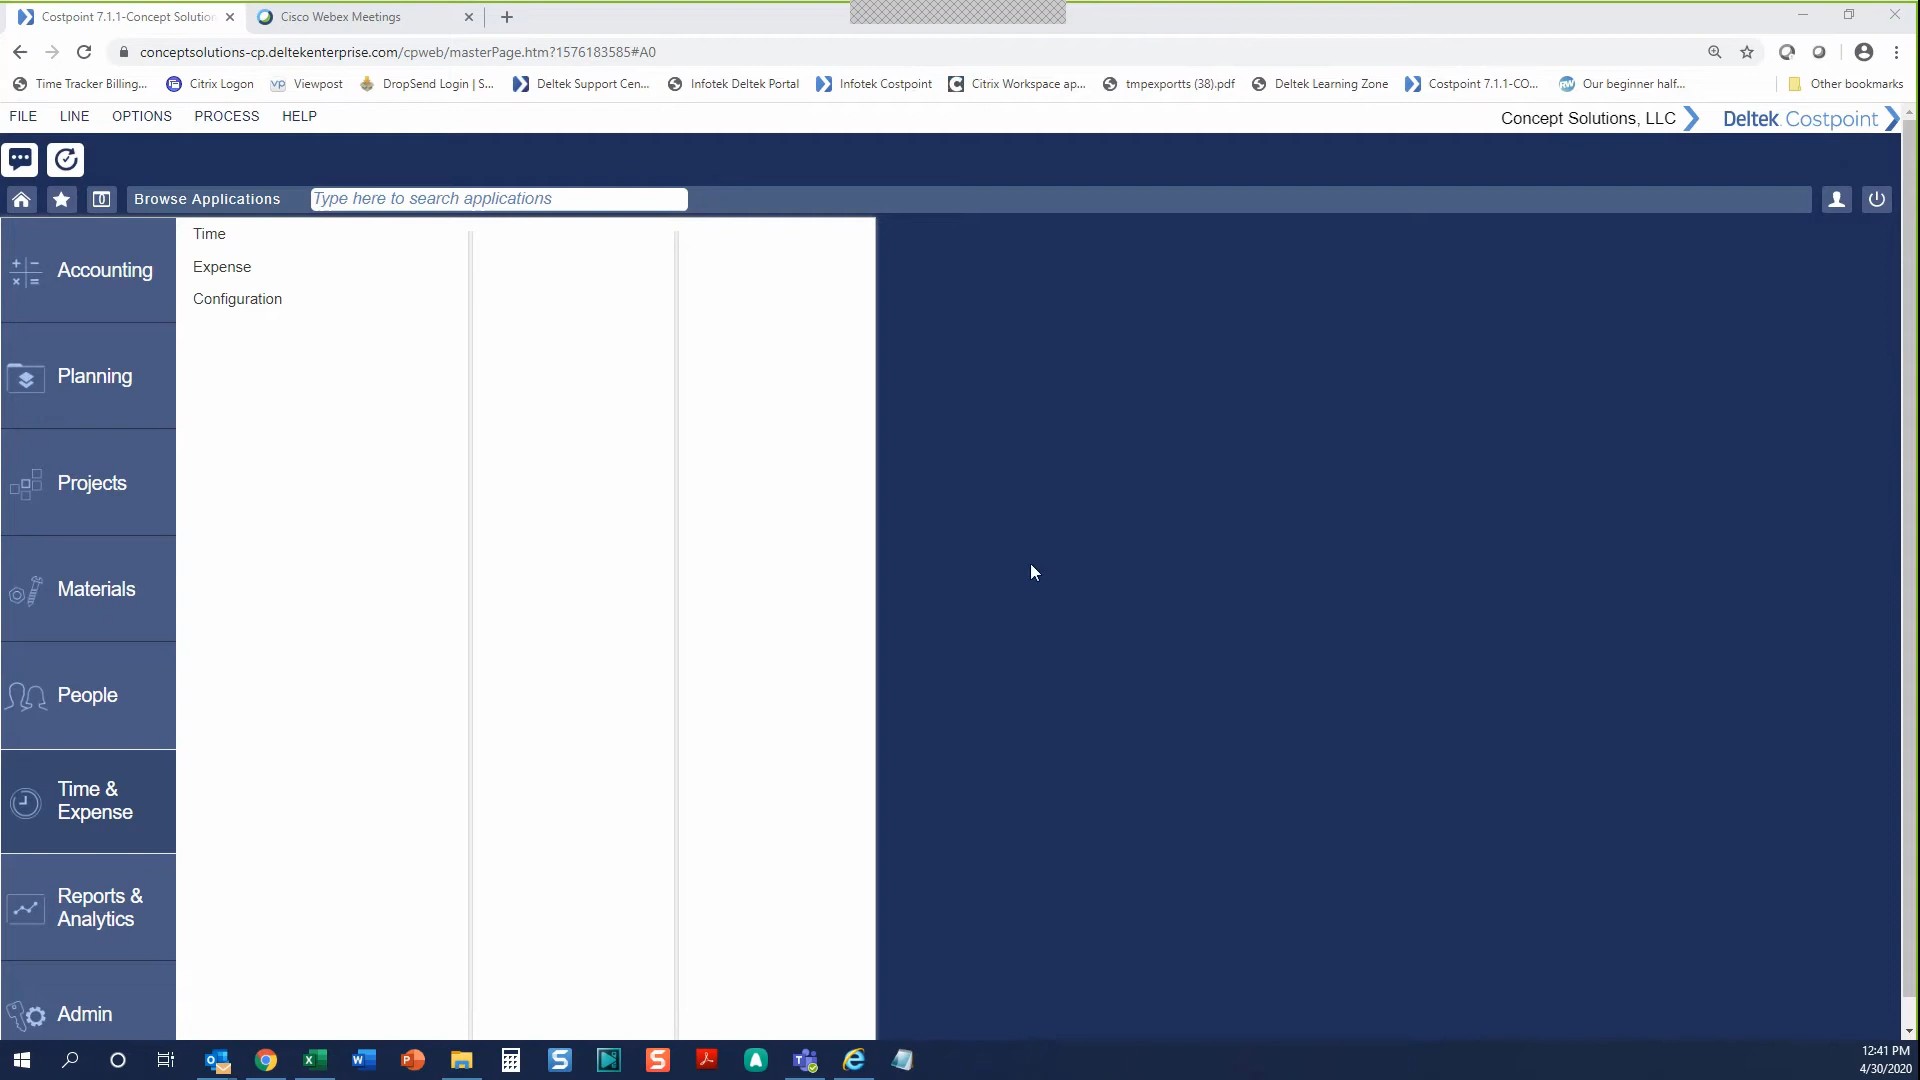 Costpoint 7.1.1-Concept Solution
Cisco Webex Meetings
conceptsolutions-cp.deltekenterprise.com/cpweb/masterPage.htm?1576183585#A0
Time Tracker Billing... Citrix Logon vp Viewpost DropSend Login | S... Deltek Support Cen... Infotek Deltek Portal Infotek Costpoint Citrix Workspace ap... tmpexportts (38).pdf Deltek Learning Zone Costpoint 7.1.1-CO... RW Our beginner half... Other bookmarks
FILE LINE OPTIONS PROCESS HELP
Concept Solutions, LLC Deltek Costpoint
0 Browse Applications Type here to search applications
Time
Expense
Configuration
Accounting
Planning
Projects
Materials
People
Time &
Expense
Reports &
Analytics
Admin
12:41 PM
4/30/2020